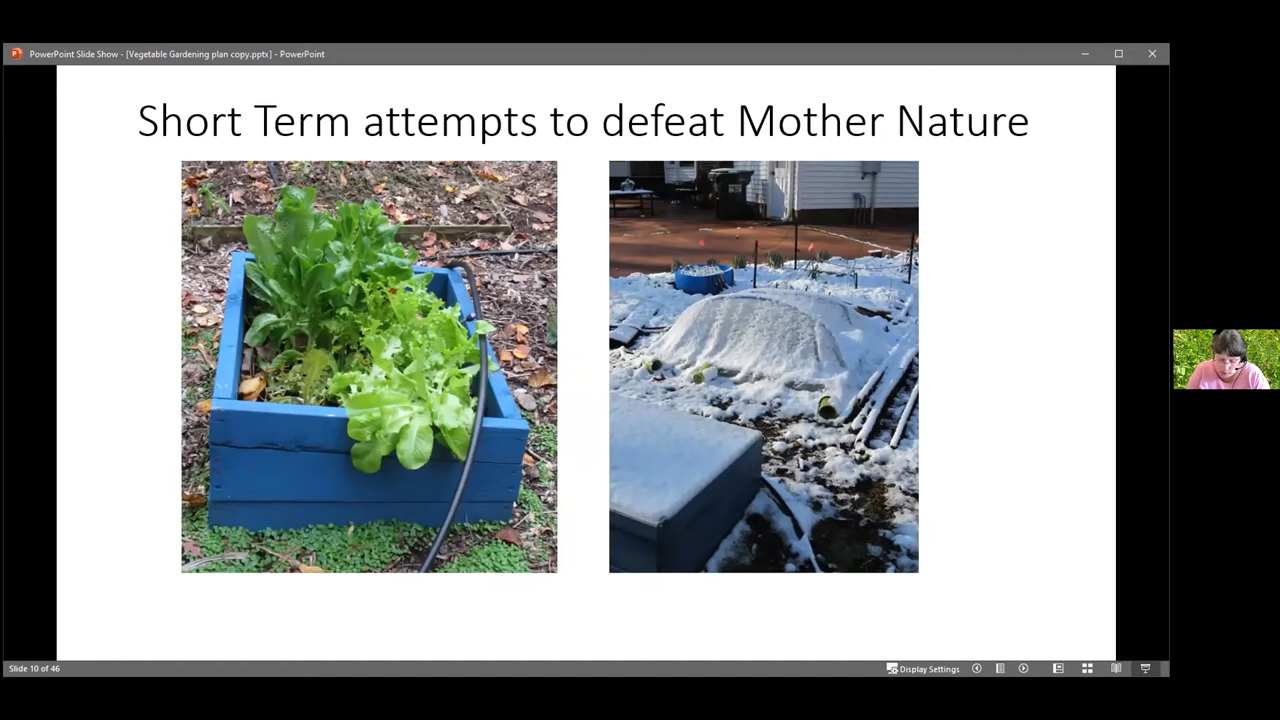 PowerPoint Slide Show - [Vegetable Gardening plan copy.pptx] - PowerPoint
Short Term attempts to defeat Mother Nature
Slide 10 of 46
Display Settings